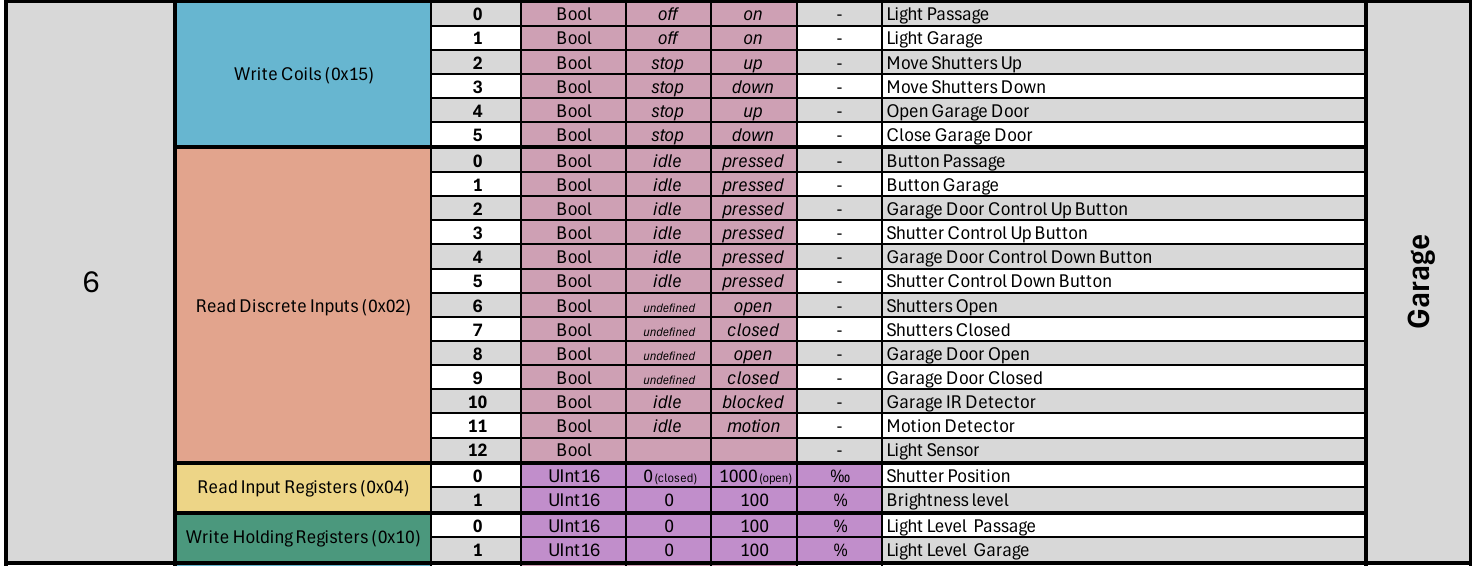 6
Write Coils (0x15)
0 Bool off on - Light Passage
1 Bool off on - Light Garage
2 Bool stop up - Move Shutters Up
3 Bool stop down - Move Shutters Down
4 Bool stop up - Open Garage Door
5 Bool stop down - Close Garage Door
Read Discrete Inputs (0x02)
0 Bool idle pressed - Button Passage
1 Bool idle pressed - Button Garage
2 Bool idle pressed - Garage Door Control Up Button
3 Bool idle pressed - Shutter Control Up Button
4 Bool idle pressed - Garage Door Control Down Button
5 Bool idle pressed - Shutter Control Down Button
6 Bool undefined open - Shutters Open
7 Bool undefined closed - Shutters Closed
8 Bool undefined open - Garage Door Open
9 Bool undefined closed - Garage Door Closed
10 Bool idle blocked - Garage IR Detector
11 Bool idle motion - Motion Detector
12 Bool - Light Sensor
Read Input Registers (0x04)
0 UInt16 0 (closed) 1000 (open) ‰ Shutter Position
1 UInt16 0 100 % Brightness level
Write Holding Registers (0x10)
0 UInt16 0 100 % Light Level Passage
1 UInt16 0 100 % Light Level Garage
Garage